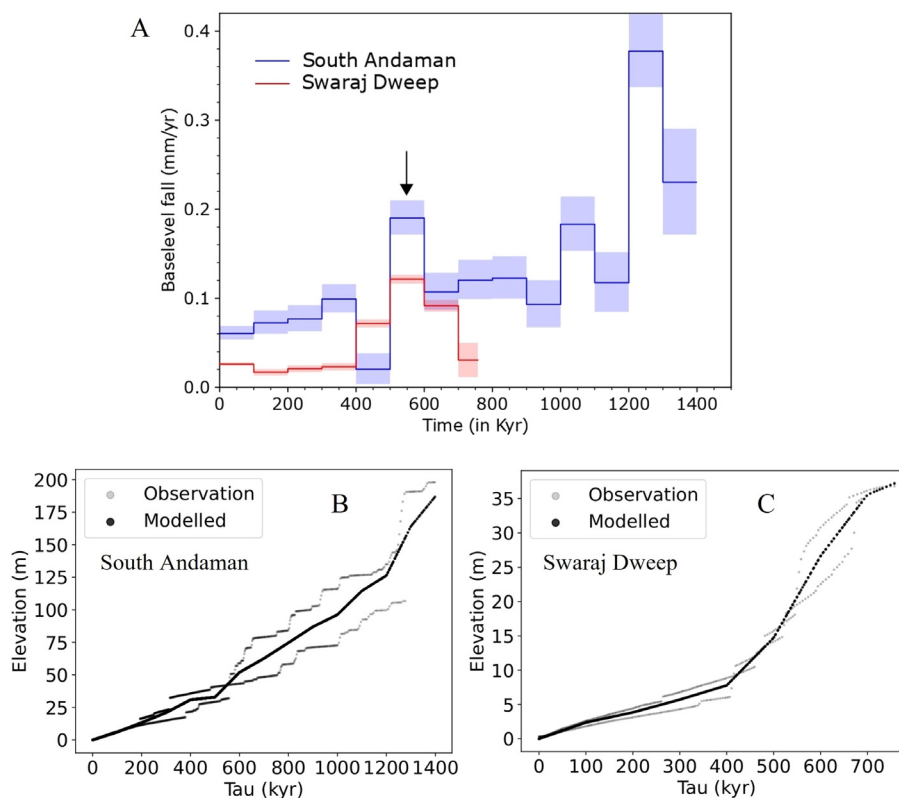 A
South Andaman
Swaraj Dweep
Baselevel fall (mm/yr)
0.4
0.3
0.2
0.1
0.0
0 200 400 600 800 1000 1200 1400
Time (in Kyr)
B
Observation
Modelled
South Andaman
Elevation (m)
200
175
150
125
100
75
50
25
0
0 200 400 600 800 1000 1200 1400
Tau (kyr)
C
Observation
Modelled
Swaraj Dweep
Elevation (m)
35
30
25
20
15
10
5
0
0 100 200 300 400 500 600 700
Tau (kyr)